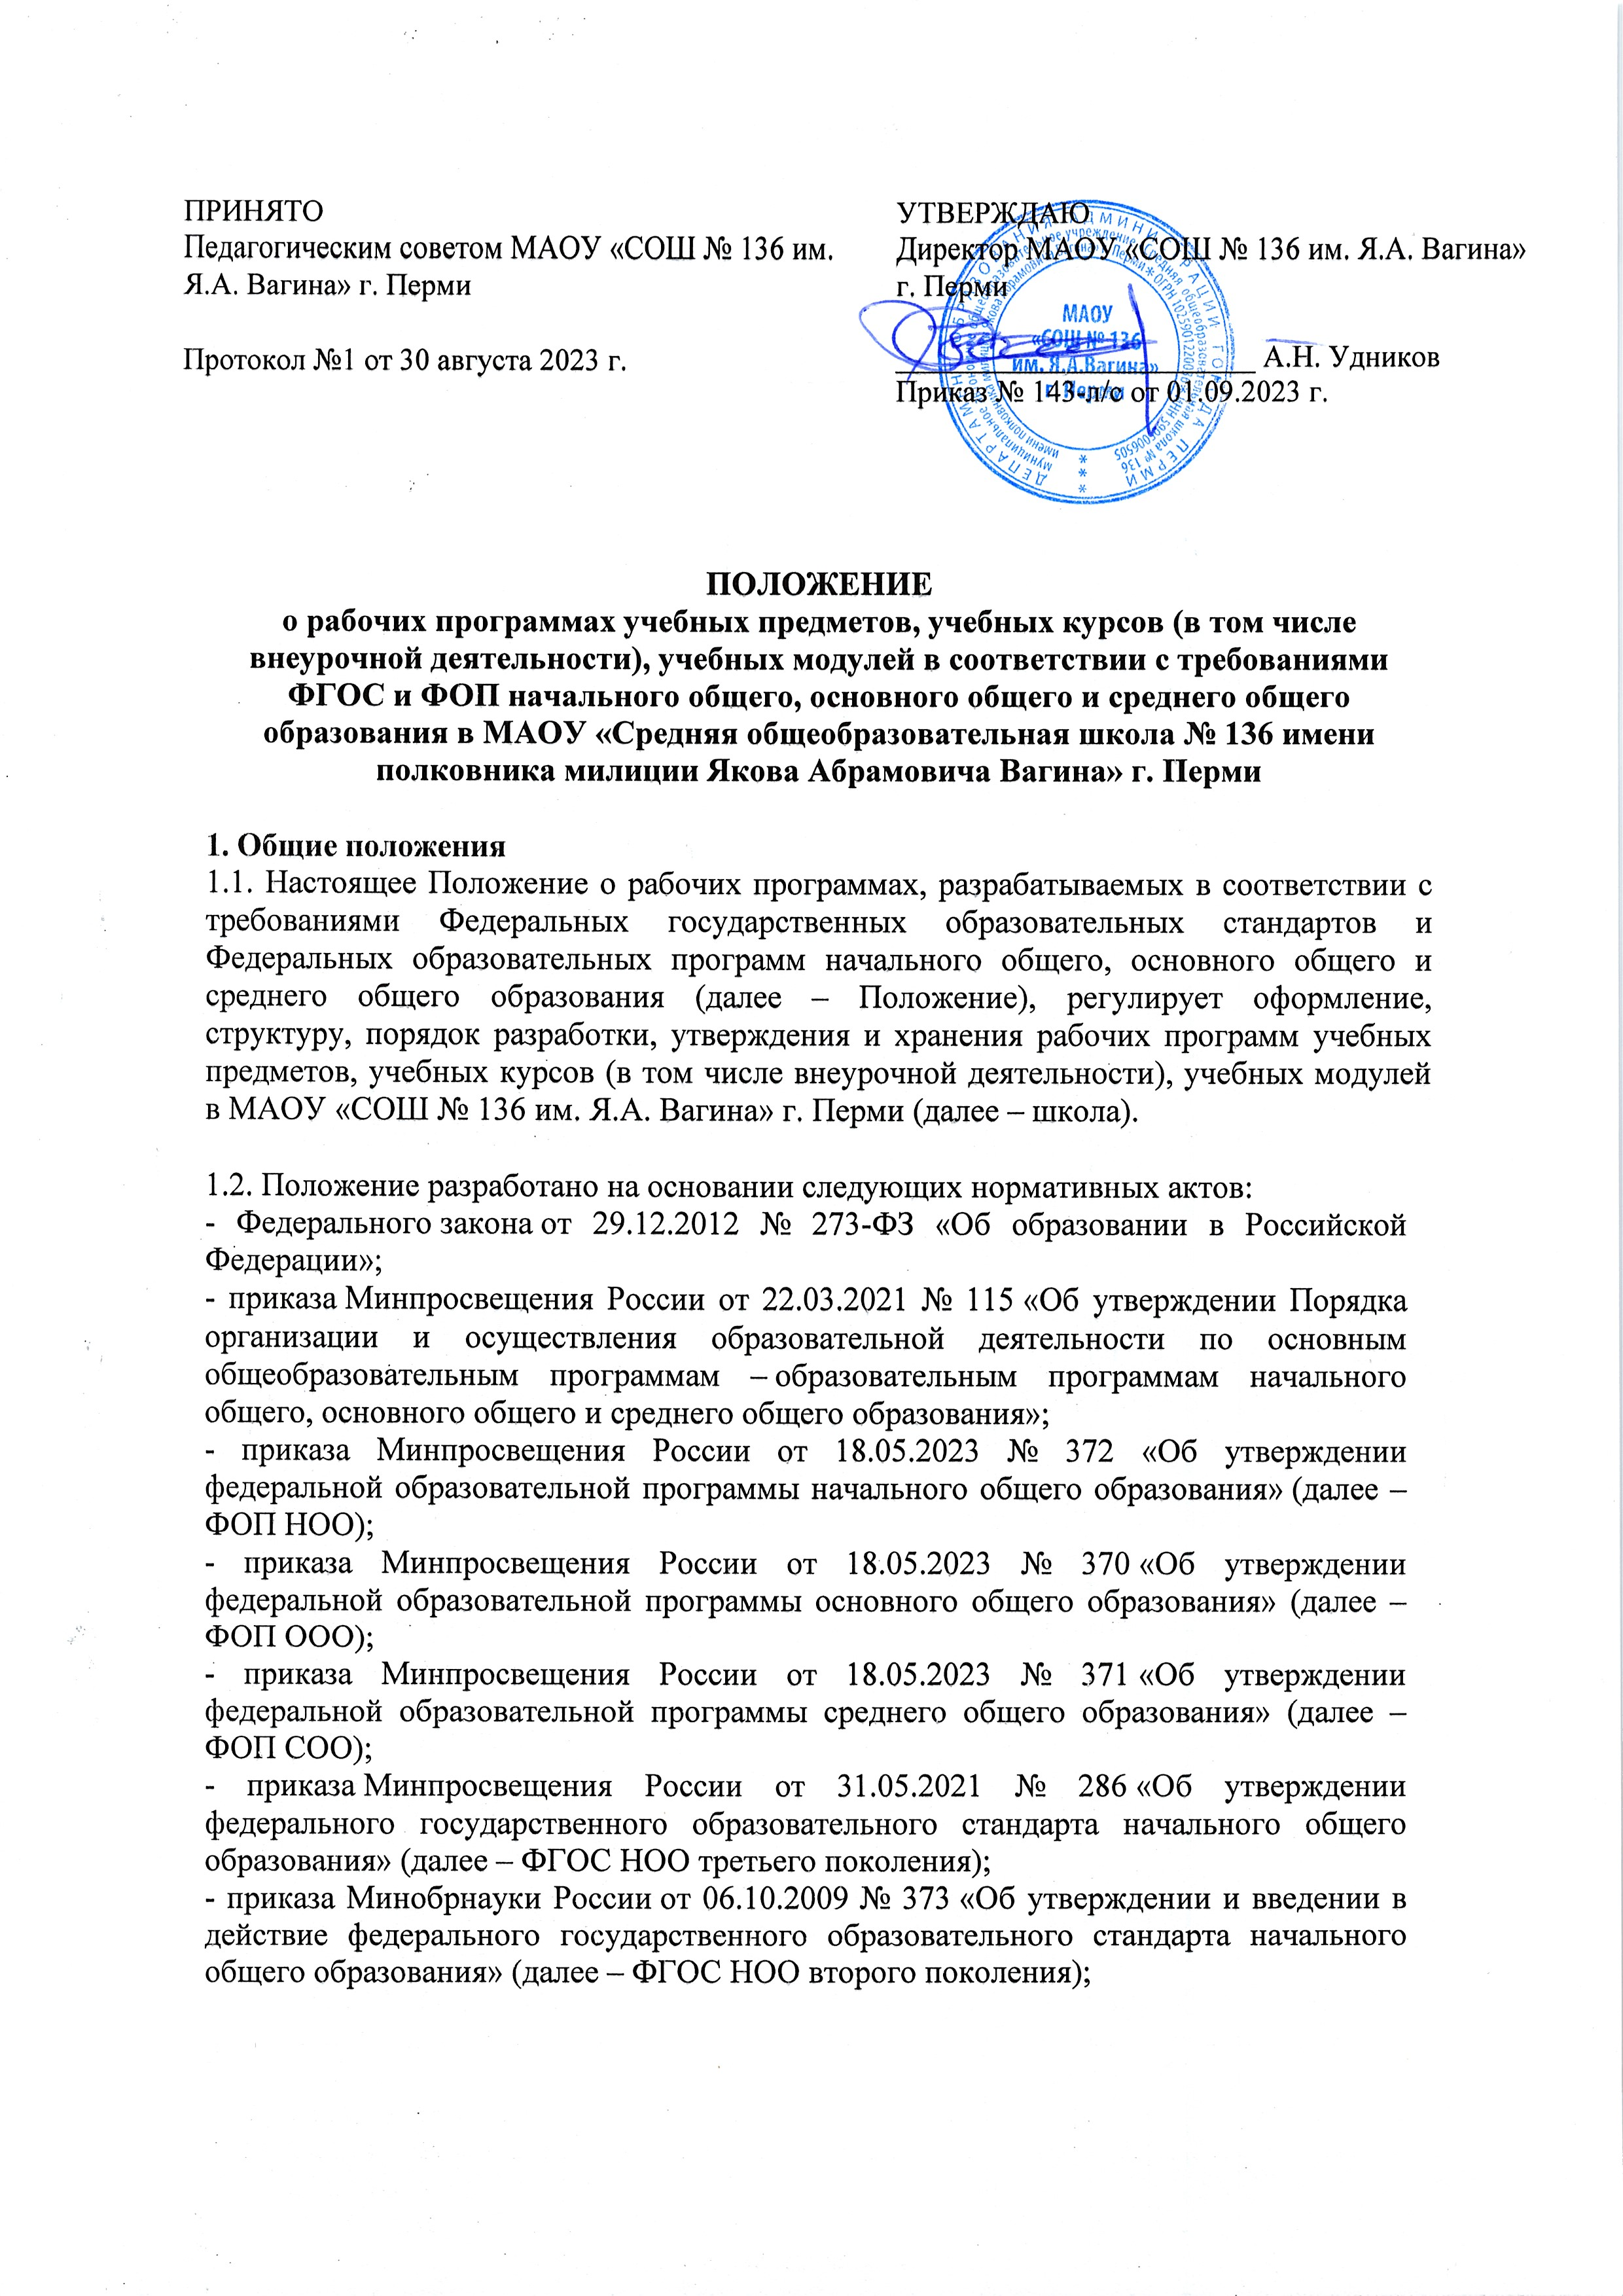 ПРИНЯТО
Педагогическим советом МАОУ «СОШ № 136 им.
Я.А. Вагина» г. Перми
Протокол №1 от 30 августа 2023 г.
УТВЕРЖДАЮ
Директор МАОУ «СОШ № 136 им. Я.А. Вагина»
г. Перми
А.Н. Удников
Приказ № 143-л/с от 01.09.2023 г.
МАОУ
«СОШ № 136
им. Я.А.Вагина»
г. Перми
ПОЛОЖЕНИЕ
о рабочих программах учебных предметов, учебных курсов (в том числе
внеурочной деятельности), учебных модулей в соответствии с требованиями
ФГОС и ФОП начального общего, основного общего и среднего общего
образования в МАОУ «Средняя общеобразовательная школа № 136 имени
полковника милиции Якова Абрамовича Вагина» г. Перми
1. Общие положения
1.1. Настоящее Положение о рабочих программах, разрабатываемых в соответствии с
требованиями Федеральных государственных образовательных стандартов и
Федеральных образовательных программ начального общего, основного общего и
среднего общего образования (далее – Положение), регулирует оформление,
структуру, порядок разработки, утверждения и хранения рабочих программ учебных
предметов, учебных курсов (в том числе внеурочной деятельности), учебных модулей
в МАОУ «СОШ № 136 им. Я.А. Вагина» г. Перми (далее – школа).
1.2. Положение разработано на основании следующих нормативных актов:
- Федерального закона от 29.12.2012 № 273-ФЗ «Об образовании в Российской
Федерации»;
- приказа Минпросвещения России от 22.03.2021 № 115 «Об утверждении Порядка
организации и осуществления образовательной деятельности по основным
общеобразовательным программам – образовательным программам начального
общего, основного общего и среднего общего образования»;
- приказа Минпросвещения России от 18.05.2023 № 372 «Об утверждении
федеральной образовательной программы начального общего образования» (далее –
ФОП НОО);
- приказа Минпросвещения России от 18.05.2023 № 370 «Об утверждении
федеральной образовательной программы основного общего образования» (далее –
ФОП ООО);
- приказа Минпросвещения России от 18.05.2023 № 371 «Об утверждении
федеральной образовательной программы среднего общего образования» (далее –
ФОП СОО);
- приказа Минпросвещения России от 31.05.2021 № 286 «Об утверждении
федерального государственного образовательного стандарта начального общего
образования» (далее – ФГОС НОО третьего поколения);
- приказа Минобрнауки России от 06.10.2009 № 373 «Об утверждении и введении в
действие федерального государственного образовательного стандарта начального
общего образования» (далее – ФГОС НОО второго поколения);